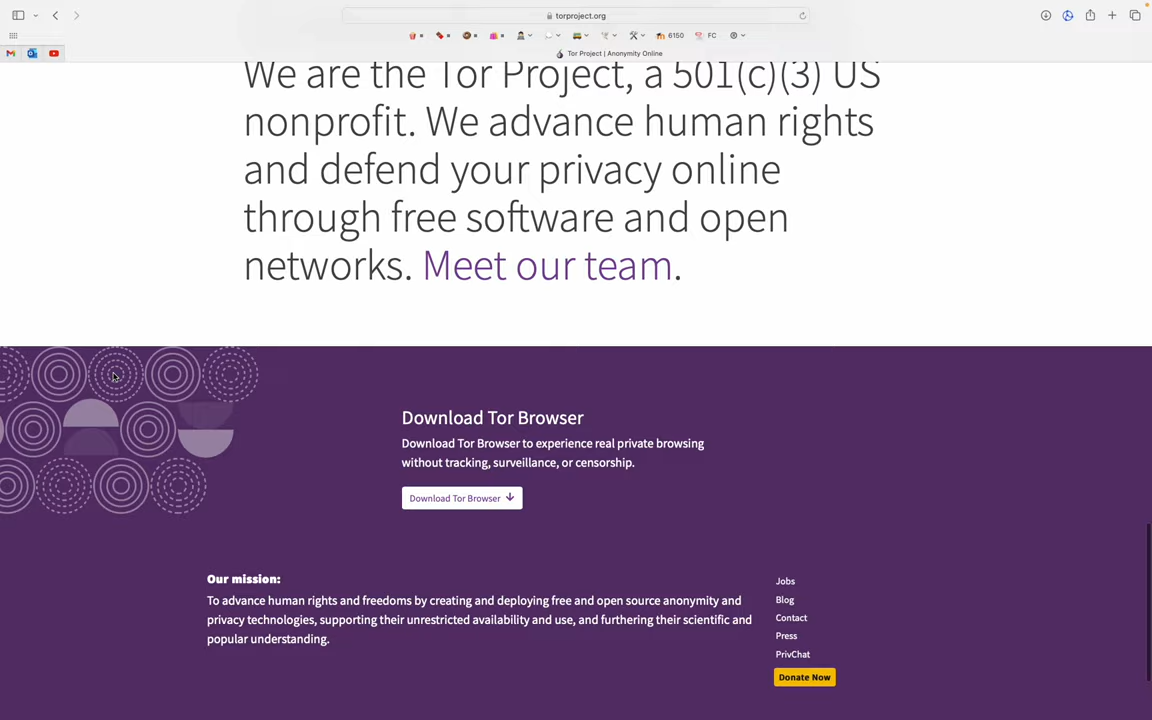 torproject.org
6150
FC
Tor Project | Anonymity Online
We are the Tor Project, a 501(c)(3) US
nonprofit. We advance human rights
and defend your privacy online
through free software and open
networks. Meet our team.
Download Tor Browser
Download Tor Browser to experience real private browsing
without tracking, surveillance, or censorship.
Download Tor Browser
Our mission:
To advance human rights and freedoms by creating and deploying free and open source anonymity and
privacy technologies, supporting their unrestricted availability and use, and furthering their scientific and
popular understanding.
Jobs
Blog
Contact
Press
PrivChat
Donate Now